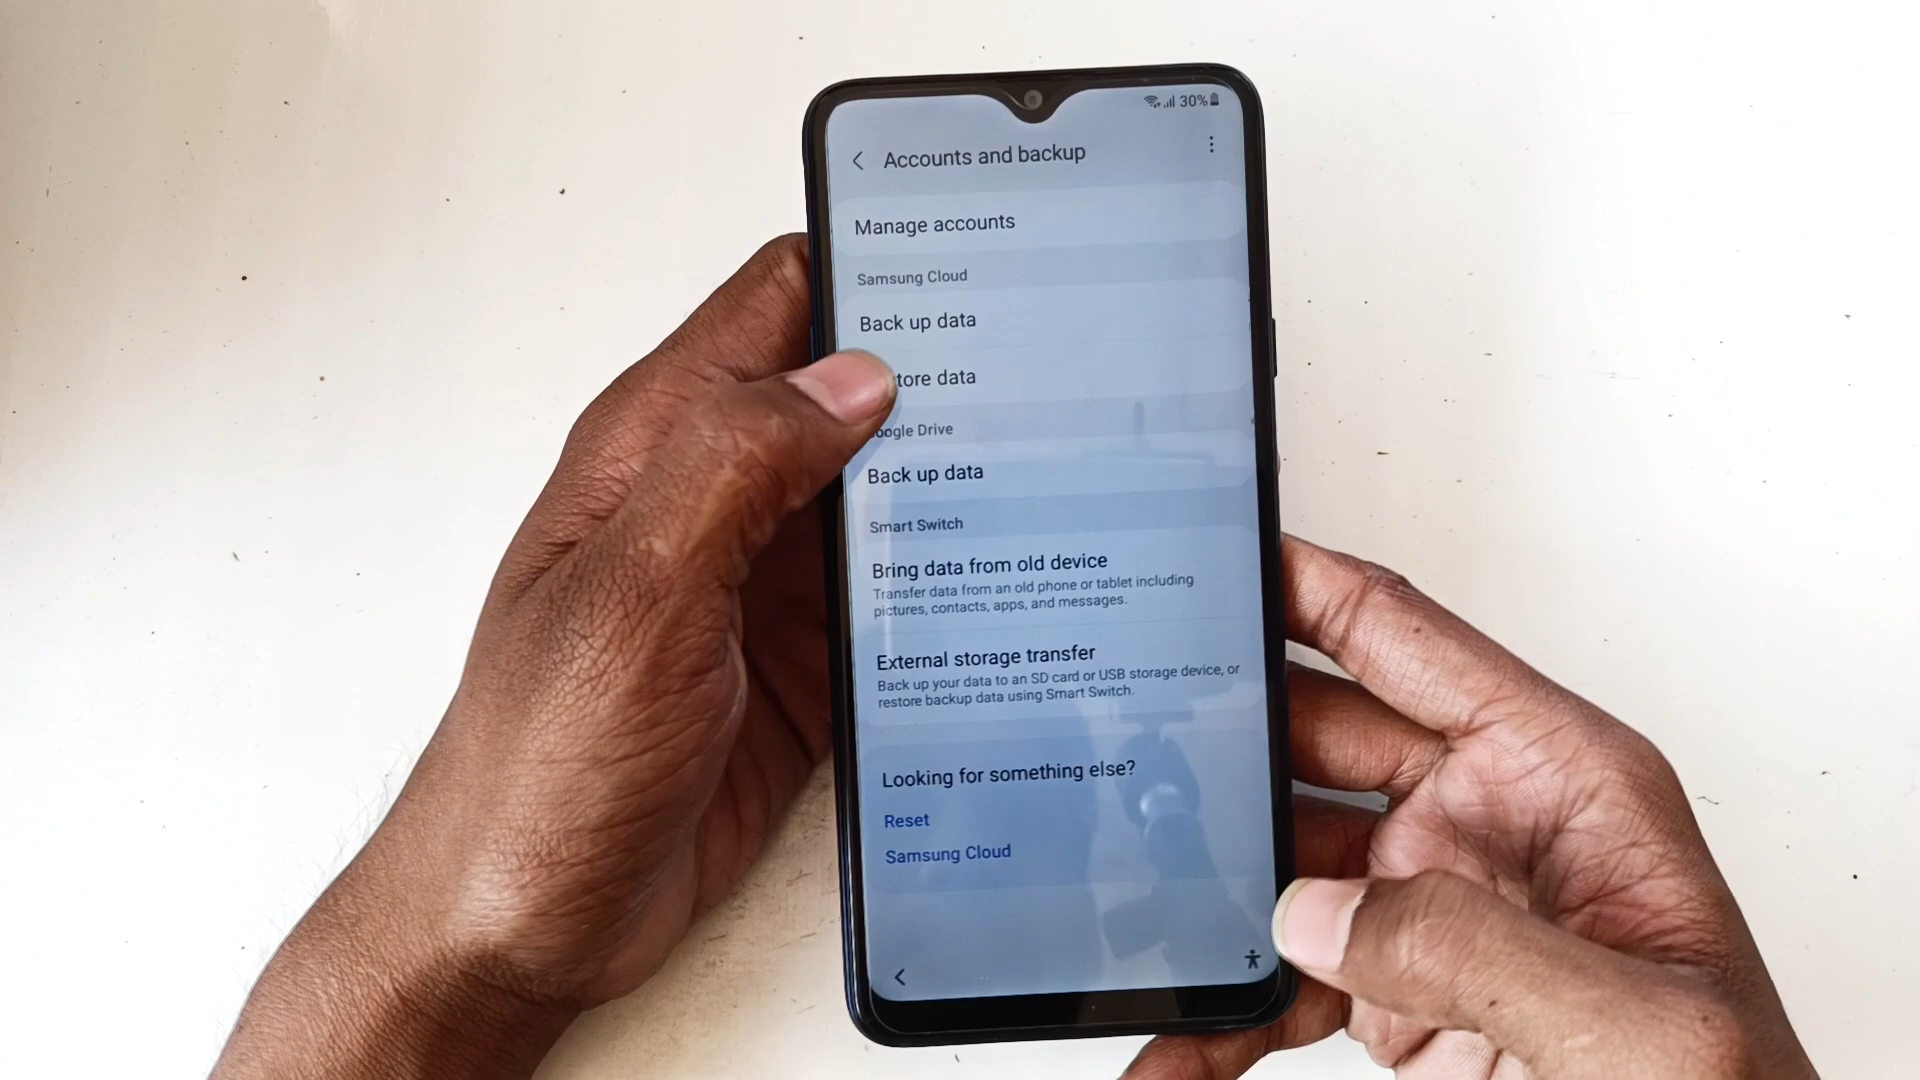 30%
Accounts and backup
Manage accounts
Samsung Cloud
Back up data
tore data
oogle Drive
Back up data
Smart Switch
Bring data from old device
Transfer data from an old phone or tablet including
pictures, contacts, apps, and messages.
External storage transfer
Back up your data to an SD card or USB storage device, or
restore backup data using Smart Switch.
Looking for something else?
Reset
Samsung Cloud